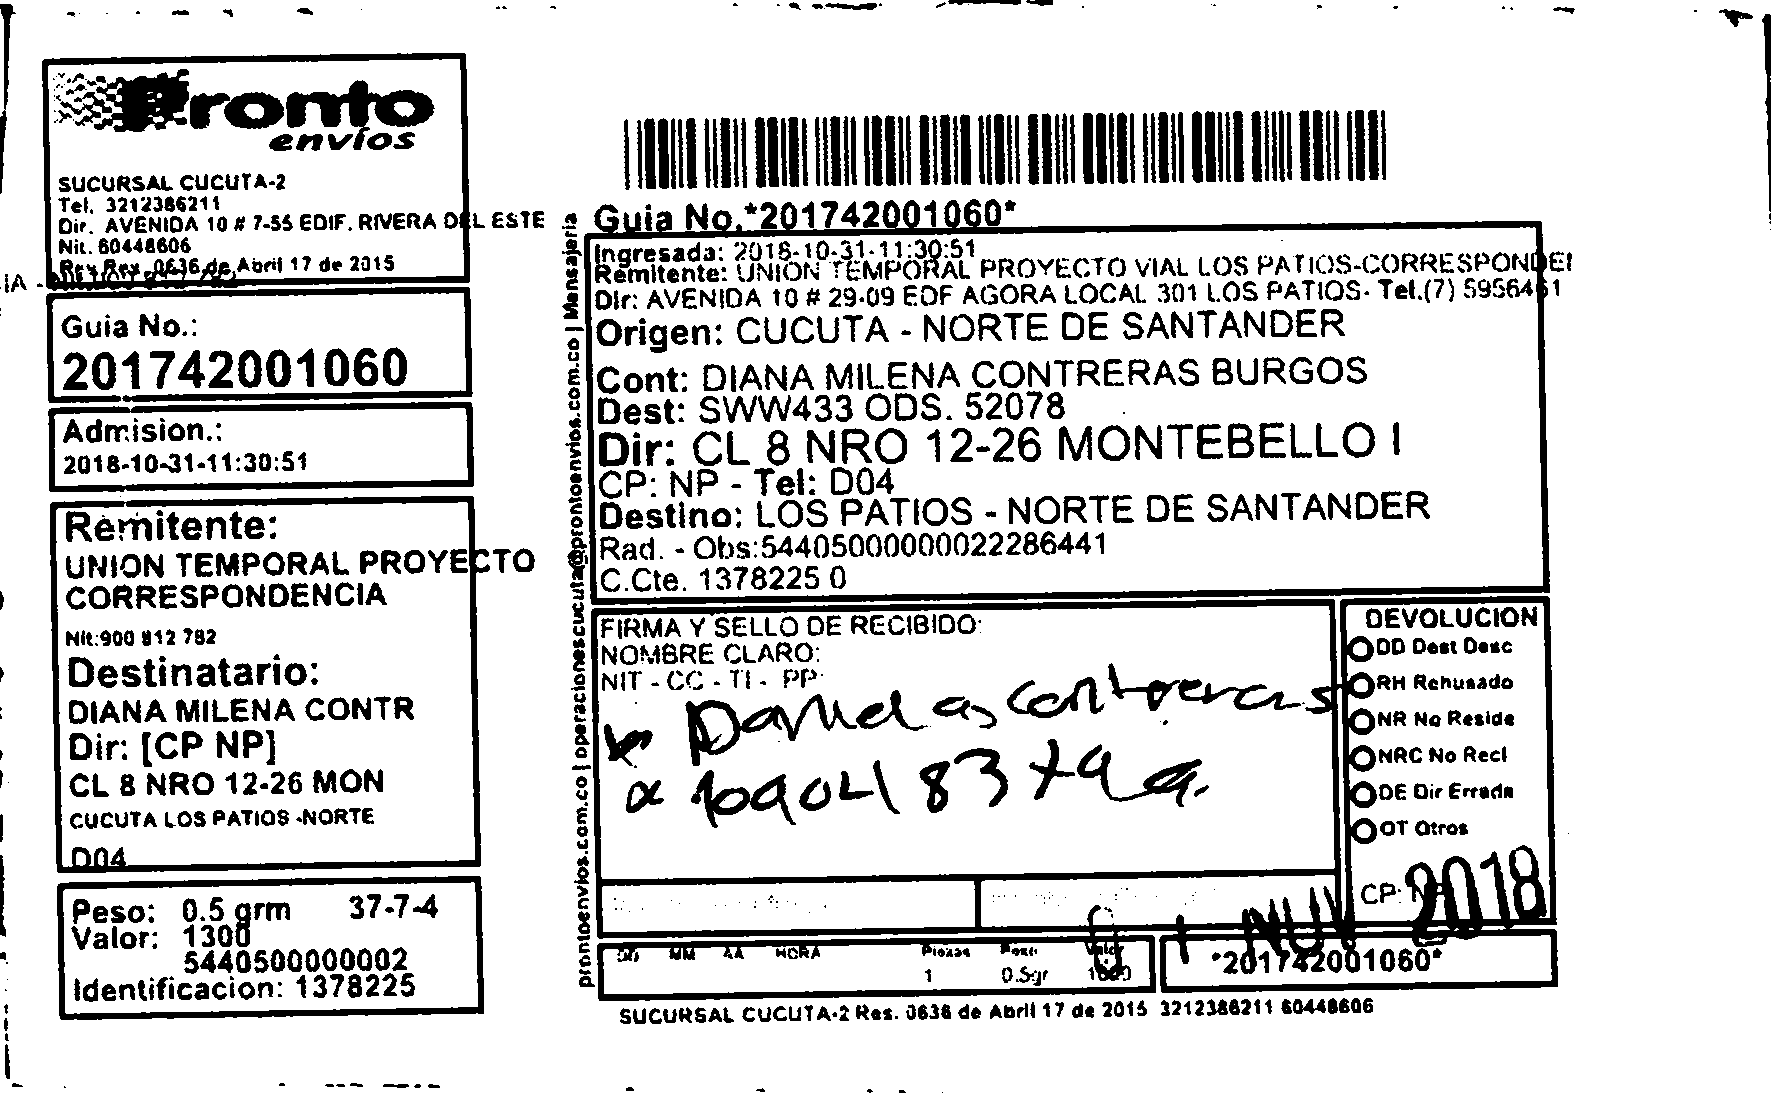 Pronto
envíos
SUCURSAL CUCUTA-2
Tel. 3212386211
Dir. AVENIDA 10 # 7-55 EDIF. RIVERA DEL ESTE
Nit. 60448606
0636 de Abril 17 de 2015
Guia No.:
201742001060
Admision.:
2018-10-31-11:30:51
Remitente:
UNION TEMPORAL PROYECTO
CORRESPONDENCIA
Nit:900 812 782
Destinatario:
DIANA MILENA CONTR
Dir: [CP NP]
CL 8 NRO 12-26 MON
CUCUTA LOS PATIOS -NORTE
D04
Peso: 0.5 grm 37-7-4
Valor: 1300
5440500000002
Identificacion: 1378225
prontoenvios.com.co | operacionescucuta@prontoenvios.com.co | Mensajeria
Guia No.*201742001060*
Ingresada: 2018-10-31-11:30:51
Remitente: UNION TEMPORAL PROYECTO VIAL LOS PATIOS-CORRESPONDEI
Dir: AVENIDA 10 # 29-09 EDF AGORA LOCAL 301 LOS PATIOS- Tel.(7) 5956461
Origen: CUCUTA - NORTE DE SANTANDER
Cont: DIANA MILENA CONTRERAS BURGOS
Dest: SWW433 ODS. 52078
Dir: CL 8 NRO 12-26 MONTEBELLO I
CP: NP - Tel: D04
Destino: LOS PATIOS - NORTE DE SANTANDER
Rad. - Obs:54405000000022286441
C.Cte. 1378225 0
FIRMA Y SELLO DE RECIBIDO:
NOMBRE CLARO:
NIT - CC - TI - PP:
contreras
DEVOLUCION
DD Dest Desc
RH Rehusado
NR No Reside
NRC No Recl
DE Dir Errada
OT Otros
CP: NP
01 NOV 2018
DD MM AA HORA Piezas Peso Valor
1 0.5gr 1300
*201742001060*
SUCURSAL CUCUTA-2 Res. 0636 de Abril 17 de 2015 3212386211 60448606